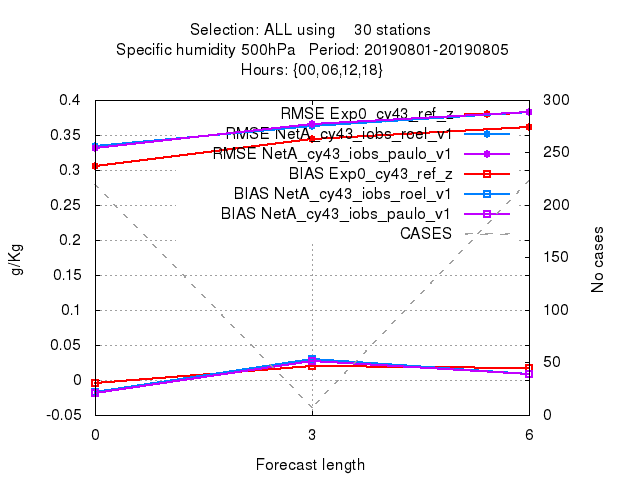 Selection: ALL using 30 stations
Specific humidity 500hPa Period: 20190801-20190805
Hours: {00,06,12,18}
RMSE Exp0_cy43_ref_z
RMSE NetA_cy43_iobs_roel_v1
RMSE NetA_cy43_iobs_paulo_v1
BIAS Exp0_cy43_ref_z
BIAS NetA_cy43_iobs_roel_v1
BIAS NetA_cy43_iobs_paulo_v1
CASES
g/Kg
0.4
0.35
0.3
0.25
0.2
0.15
0.1
0.05
0
-0.05
300
250
200
150
100
50
0
No cases
0 3 6
Forecast length